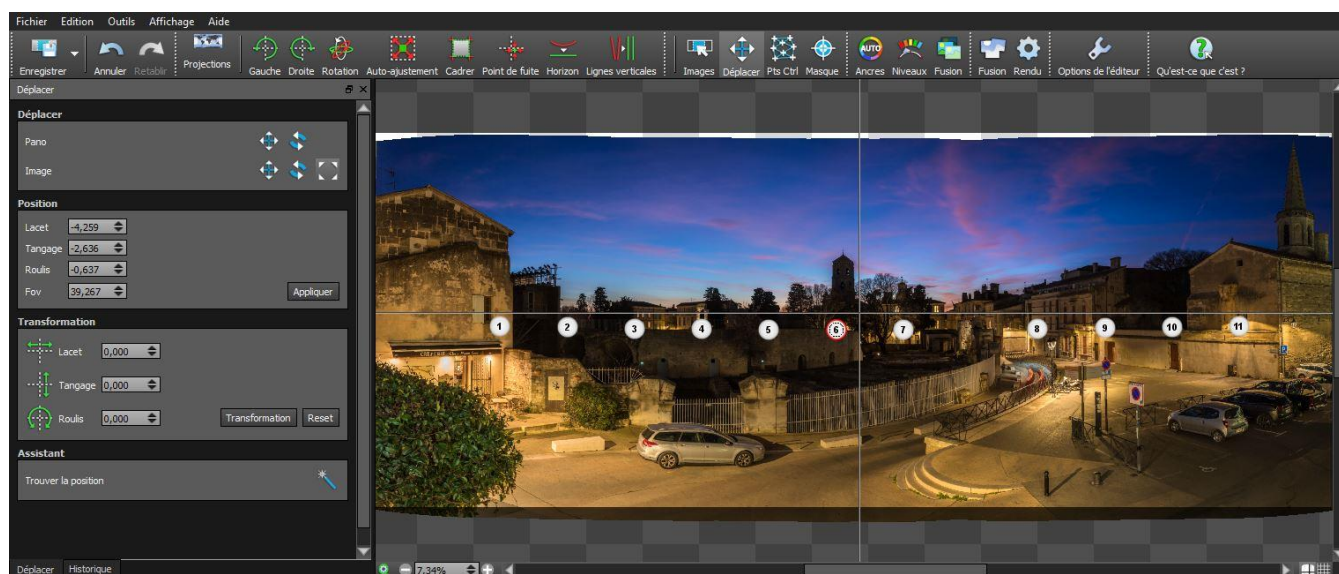 Fichier Edition Outils Affichage Aide
Enregistrer Annuler Retablir Projections Gauche Droite Rotation Auto-ajustement Cadrer Point de fuite Horizon Lignes verticales Images Déplacer Pts Ctrl Masque Ancres Niveaux Fusion Fusion Rendu Options de l'éditeur Qu'est-ce que c'est ?
AUTO
Déplacer
Déplacer
Pano
Image
Position
Lacet -4,259
Tangage -2,636
Roulis -0,637
Fov 39,267 Appliquer
Transformation
Lacet 0,000
Tangage 0,000
Roulis 0,000 Transformation Reset
Assistant
Trouver la position
Déplacer Historique
1 2 3 4 5 6 7 8 9 10 11
7.34%